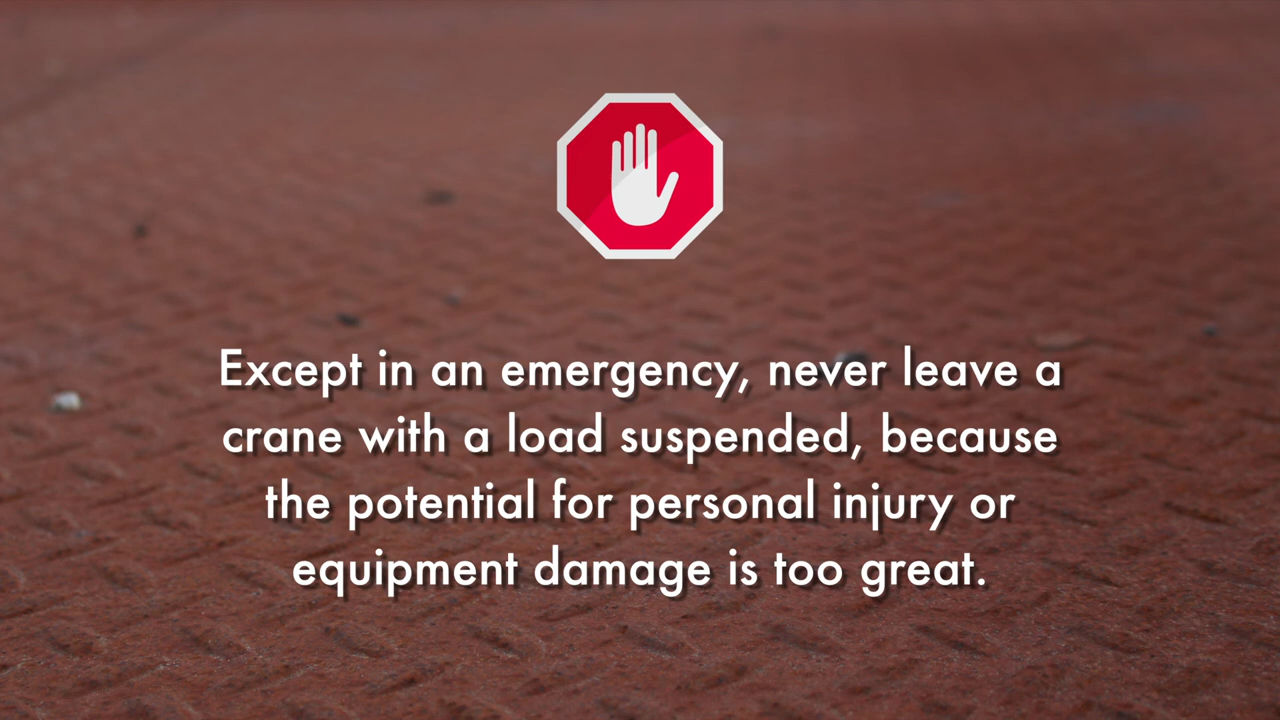 Except in an emergency, never leave a
crane with a load suspended, because
the potential for personal injury or
equipment damage is too great.